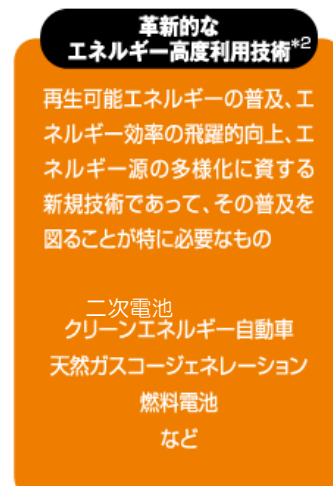 革新的な
エネルギー高度利用技術*2
再生可能エネルギーの普及、エ
ネルギー効率の飛躍的向上、エ
ネルギー源の多様化に資する
新規技術であって、その普及を
図ることが特に必要なもの
二次電池
クリーンエネルギー自動車
天然ガスコージェネレーション
燃料電池
など